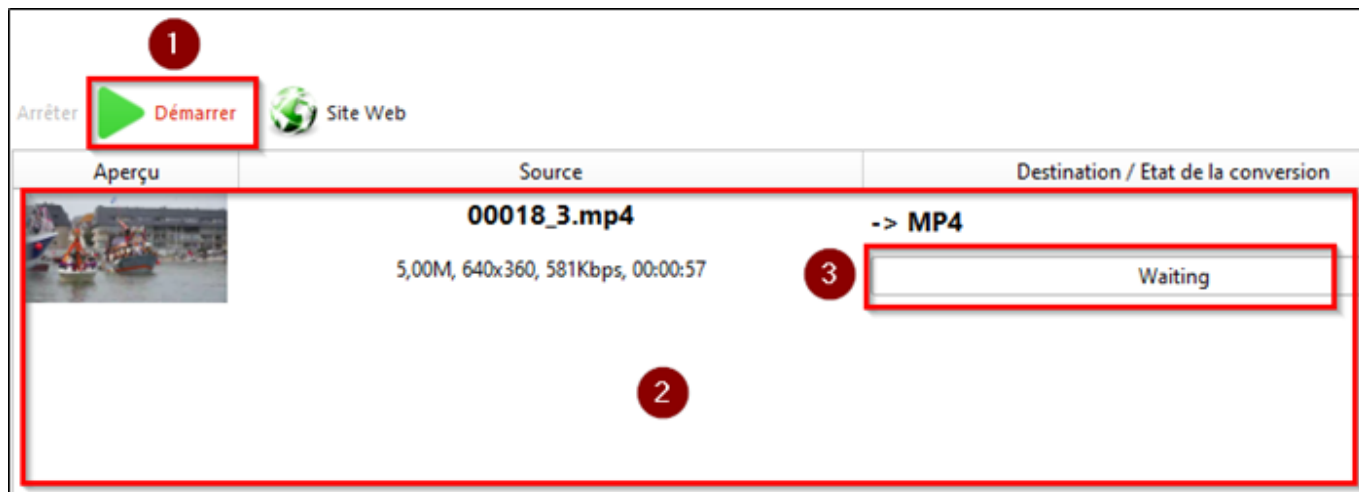 1
Arrêter Démarrer Site Web
Aperçu Source Destination / Etat de la conversion
00018_3.mp4 -> MP4
5,00M, 640x360, 581Kbps, 00:00:57 3 Waiting
2